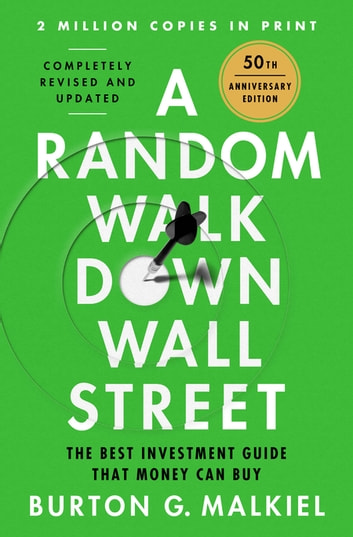 2 MILLION COPIES IN PRINT
COMPLETELY
REVISED AND
UPDATED
50TH
ANNIVERSARY
EDITION
A
RANDOM
WALK
DOWN
WALL
STREET
THE BEST INVESTMENT GUIDE
THAT MONEY CAN BUY
BURTON G. MALKIEL